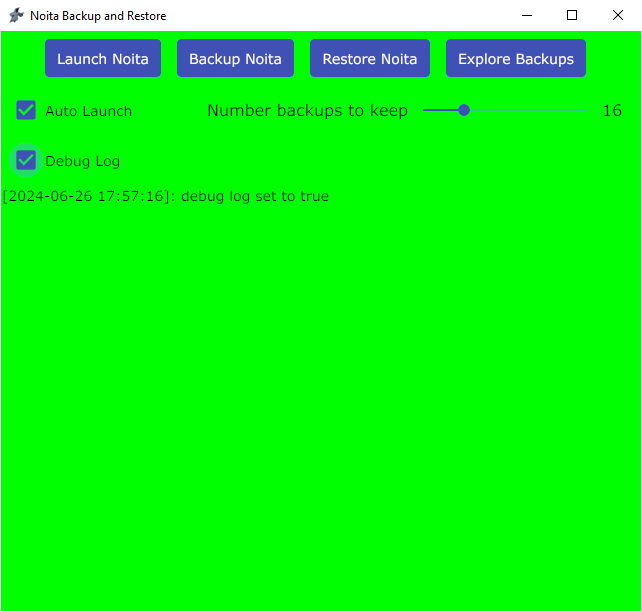 Noita Backup and Restore
Launch Noita Backup Noita Restore Noita Explore Backups
Auto Launch Number backups to keep 16
Debug Log
[2024-06-26 17:57:16]: debug log set to true